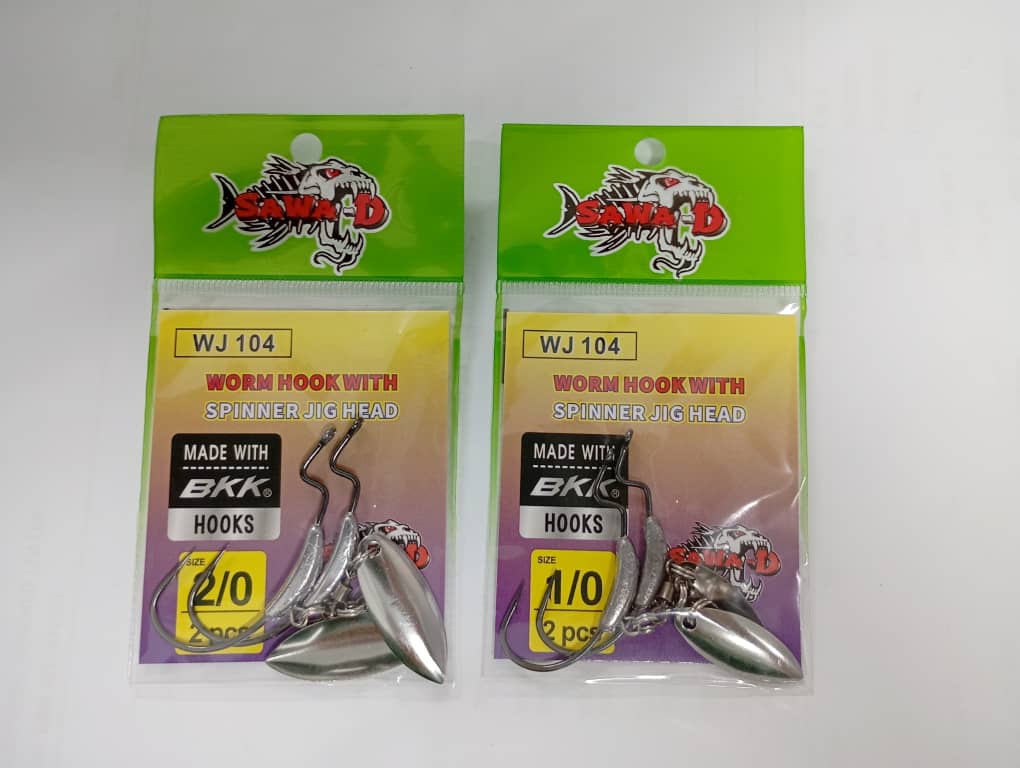 SAWA-D
WJ 104
WORM HOOK WITH
SPINNER JIG HEAD
MADE WITH
BKK®
HOOKS
SIZE
2/0
2 pcs
SAWA-D
SAWA-D
WJ 104
WORM HOOK WITH
SPINNER JIG HEAD
MADE WITH
BKK®
HOOKS
SAWA-D
SIZE
1/0
2 pcs